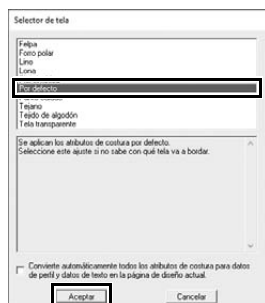 Selector de tela
Felpa
Forro polar
Lino
Lona
Por defecto
Tejano
Tejido de algodón
Tela transparente
Se aplican los atributos de costura por defecto.
Seleccione este ajuste si no sabe con qué tela va a bordar.
Convierte automáticamente todos los atributos de costura para datos
de perfil y datos de texto en la página de diseño actual.
Aceptar
Cancelar